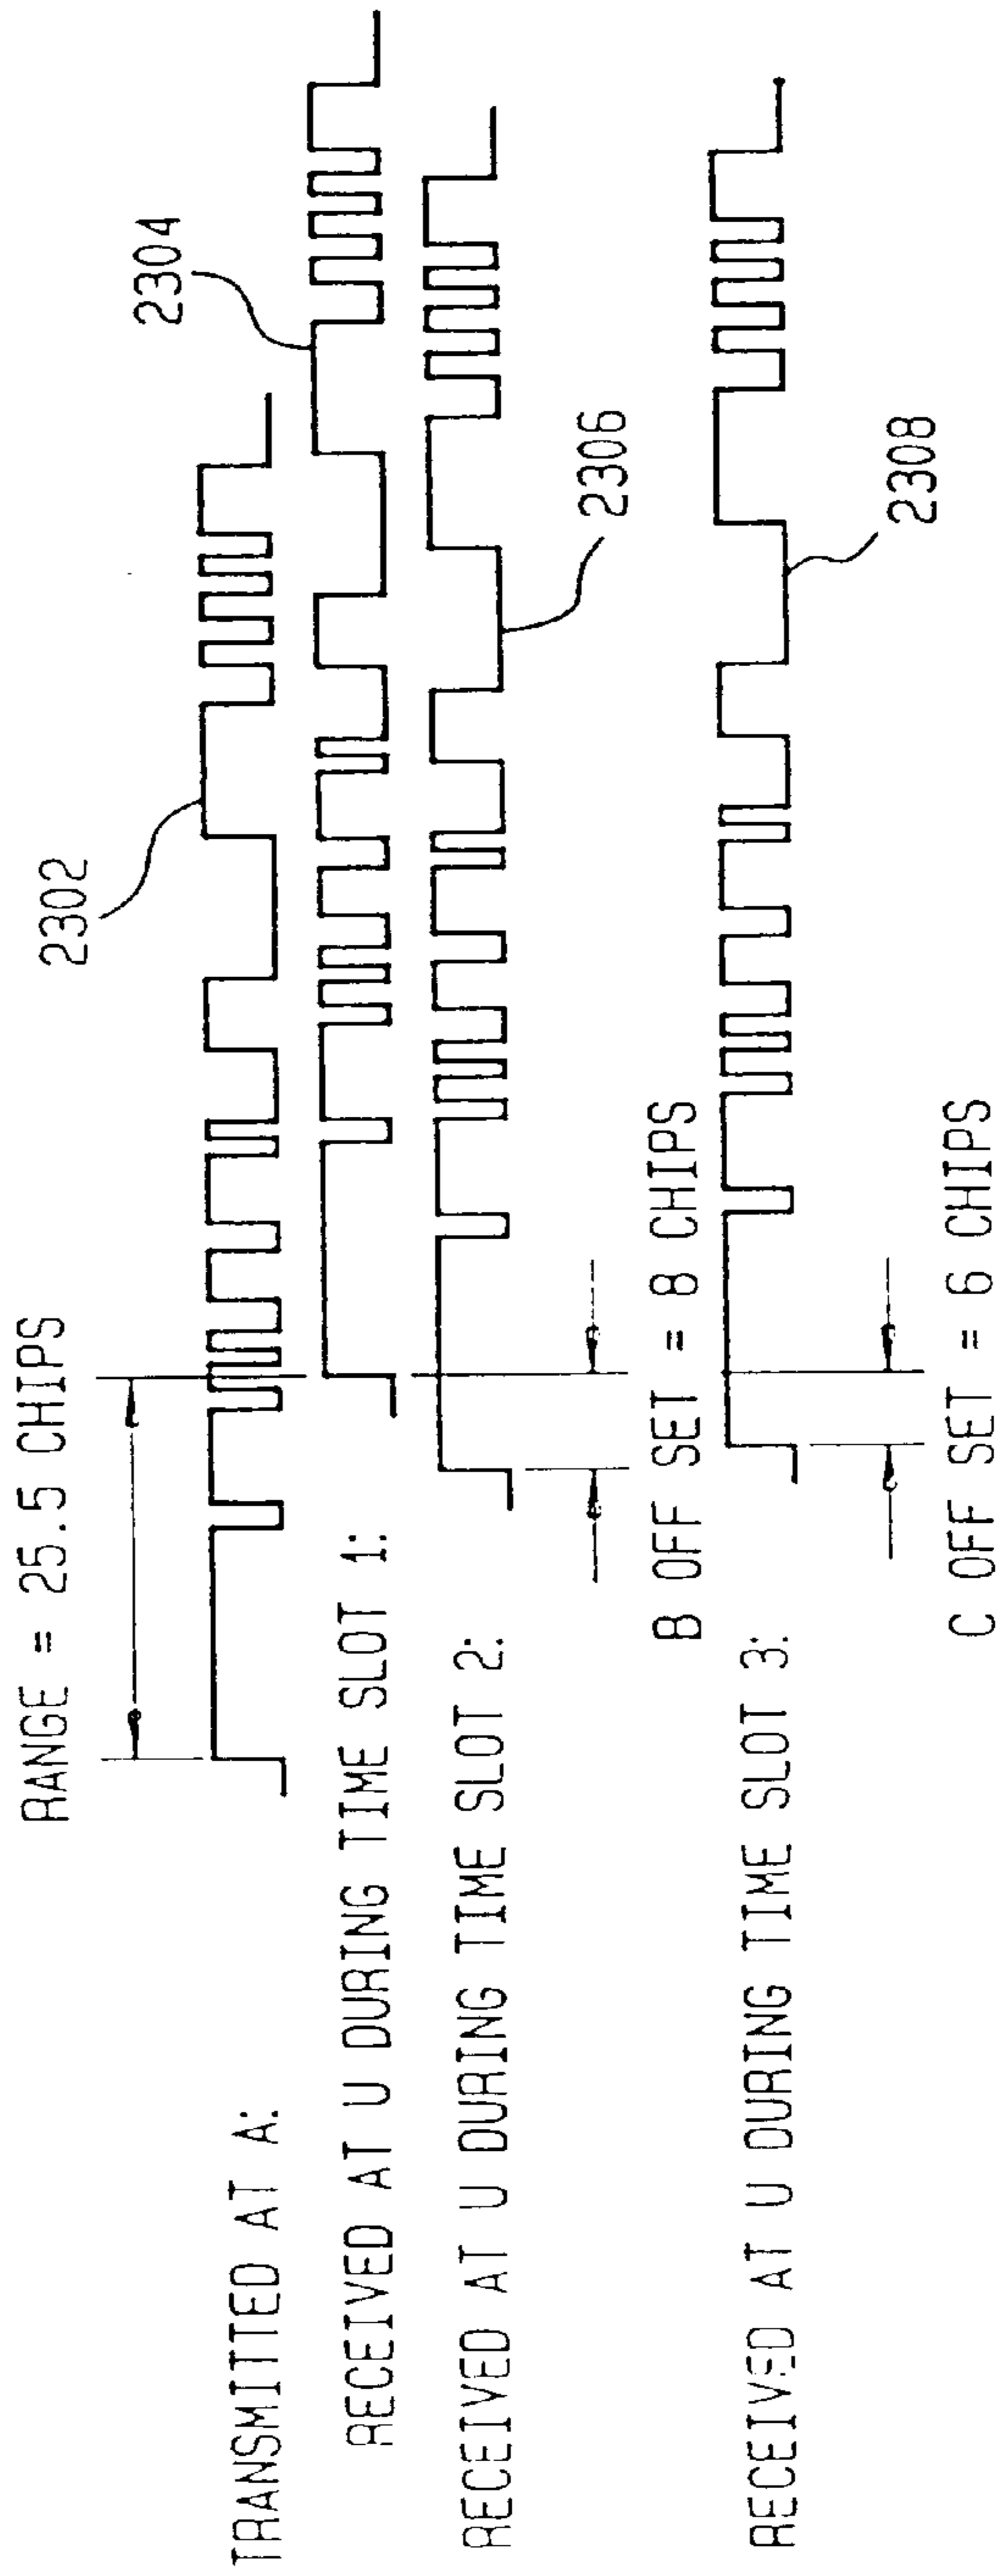 RANGE = 25.5 CHIPS
2302
TRANSMITTED AT A:
2304
RECEIVED AT U DURING TIME SLOT 1:
RECEIVED AT U DURING TIME SLOT 2:
2306
B OFF SET = 8 CHIPS
RECEIVED AT U DURING TIME SLOT 3:
2308
C OFF SET = 6 CHIPS